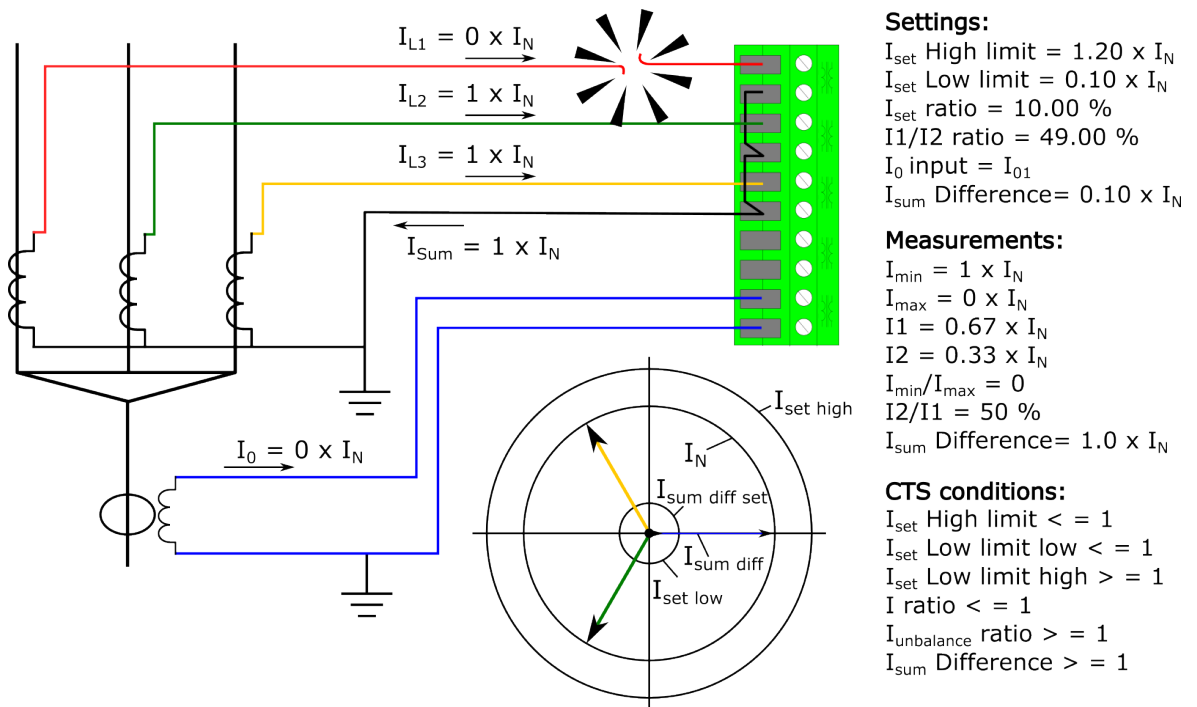 I_L1 = 0 x I_N
I_L2 = 1 x I_N
I_L3 = 1 x I_N
I_Sum = 1 x I_N
I_0 = 0 x I_N
I_set high
I_N
I_sum diff set
I_sum diff
I_set low
Settings:
I_set High limit = 1.20 x I_N
I_set Low limit = 0.10 x I_N
I_set ratio = 10.00 %
I1/I2 ratio = 49.00 %
I_0 input = I_01
I_sum Difference= 0.10 x I_N
Measurements:
I_min = 1 x I_N
I_max = 0 x I_N
I1 = 0.67 x I_N
I2 = 0.33 x I_N
I_min/I_max = 0
I2/I1 = 50 %
I_sum Difference= 1.0 x I_N
CTS conditions:
I_set High limit < = 1
I_set Low limit low < = 1
I_set Low limit high > = 1
I ratio < = 1
I_unbalance ratio > = 1
I_sum Difference > = 1